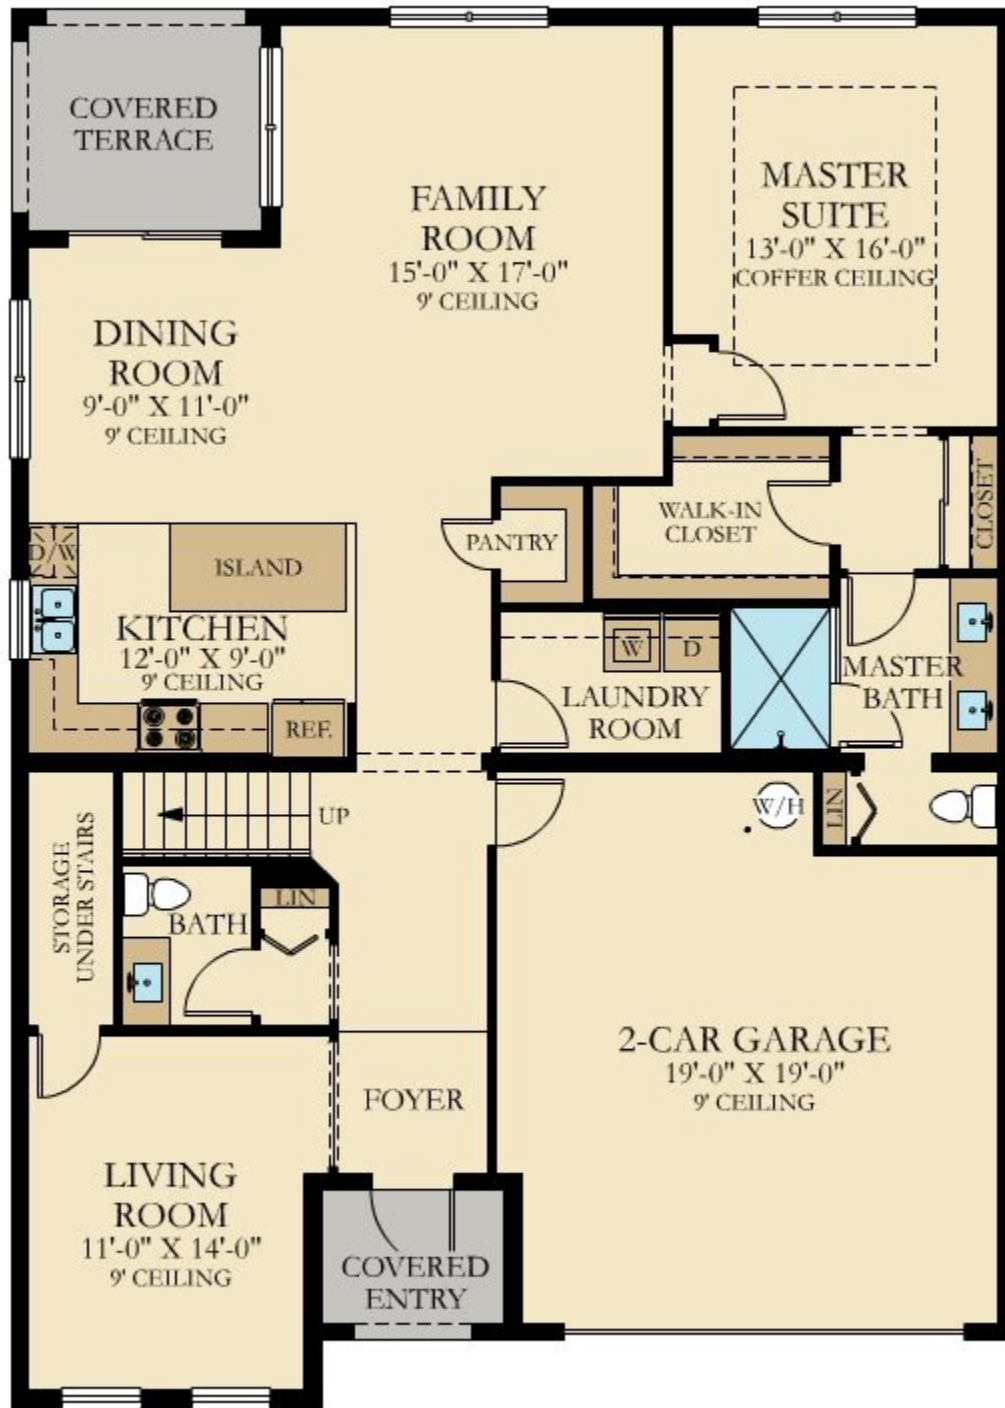 COVERED
TERRACE
FAMILY
ROOM
15'-0" X 17'-0"
9' CEILING
MASTER
SUITE
13'-0" X 16'-0"
COFFER CEILING
DINING
ROOM
9'-0" X 11'-0"
9' CEILING
WALK-IN
CLOSET
CLOSET
PANTRY
D/W
ISLAND
KITCHEN
12'-0" X 9'-0"
9' CEILING
REF.
W
D
LAUNDRY
ROOM
MASTER
BATH
UP
W/H
LIN
STORAGE
UNDER STAIRS
BATH
LIN
2-CAR GARAGE
19'-0" X 19'-0"
9' CEILING
FOYER
LIVING
ROOM
11'-0" X 14'-0"
9' CEILING
COVERED
ENTRY